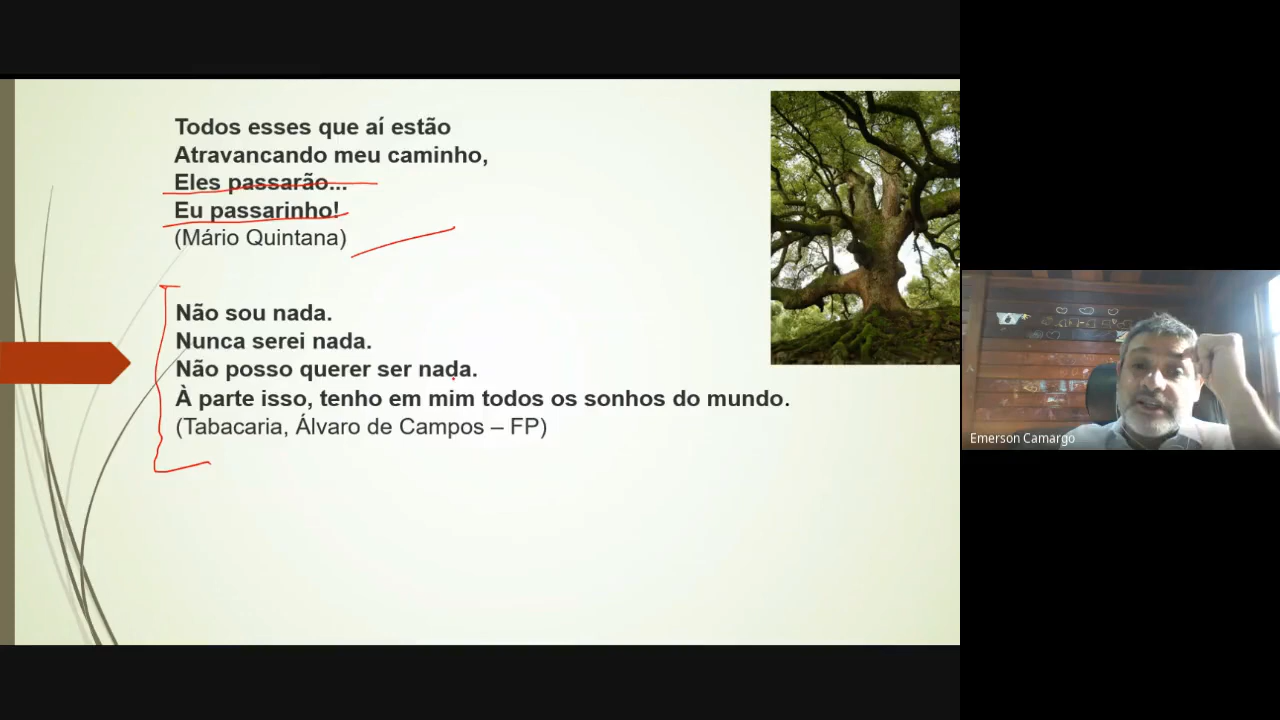 Todos esses que aí estão
Atravancando meu caminho,
Eles passarão...
Eu passarinho!
(Mário Quintana)
Não sou nada.
Nunca serei nada.
Não posso querer ser nada.
À parte isso, tenho em mim todos os sonhos do mundo.
(Tabacaria, Álvaro de Campos – FP)
Emerson Camargo